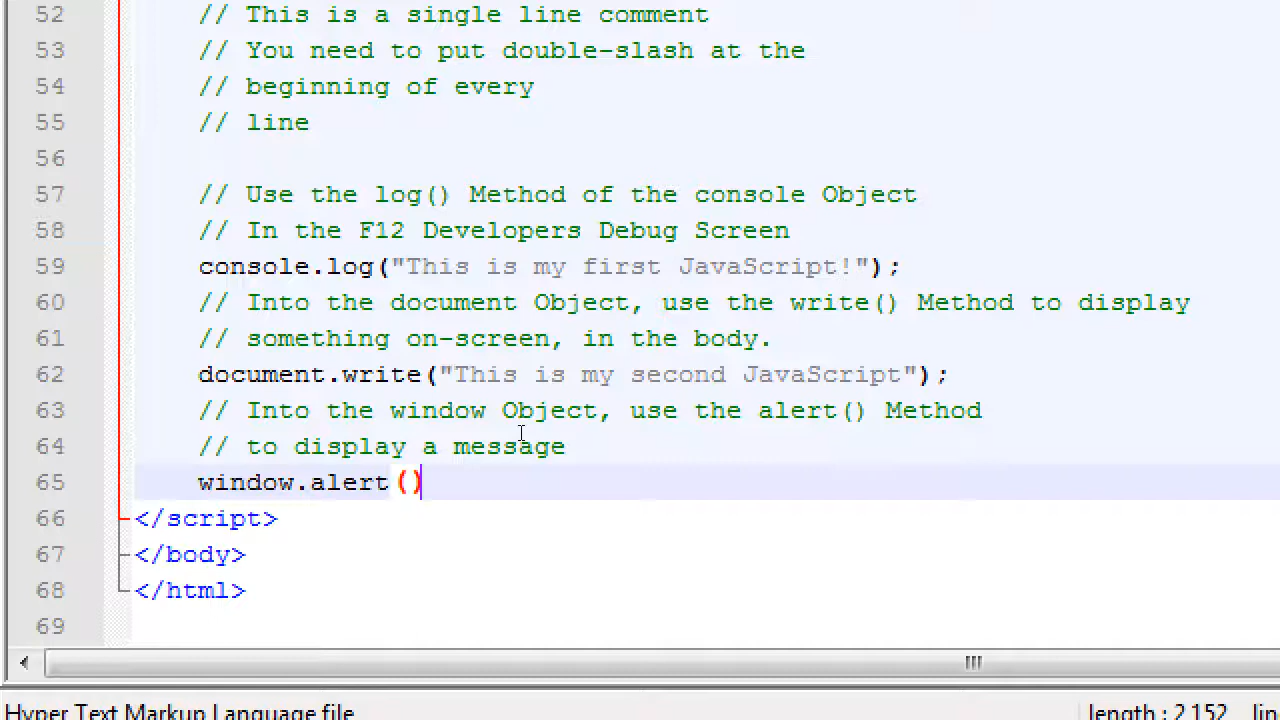 52 // This is a single line comment
53 // You need to put double-slash at the
54 // beginning of every
55 // line
56
57 // Use the log() Method of the console Object
58 // In the F12 Developers Debug Screen
59 console.log("This is my first JavaScript!");
60 // Into the document Object, use the write() Method to display
61 // something on-screen, in the body.
62 document.write("This is my second JavaScript");
63 // Into the window Object, use the alert() Method
64 // to display a message
65 window.alert()
66 </script>
67 </body>
68 </html>
69
Hyper Text Markup Language file length : 2152 lin